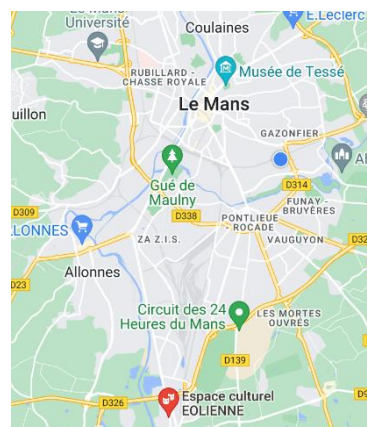 Le Mans
Université
Coulaines
E.Leclerc
RUBILLARD -
CHASSE ROYALE
Musée de Tessé
Le Mans
uillon
GAZONFIER
Gué de
Maulny
D314
FUNAY -
BRUYÈRES
D309
D338
PONTLIEUE
ROCADE
LLONNES
ZA Z.I.S.
VAUGUYON
D32
Allonnes
D23
Circuit des 24
Heures du Mans
LES MORTES
OUVRÉS
D139
Espace culturel
EOLIENNE
D326
D9